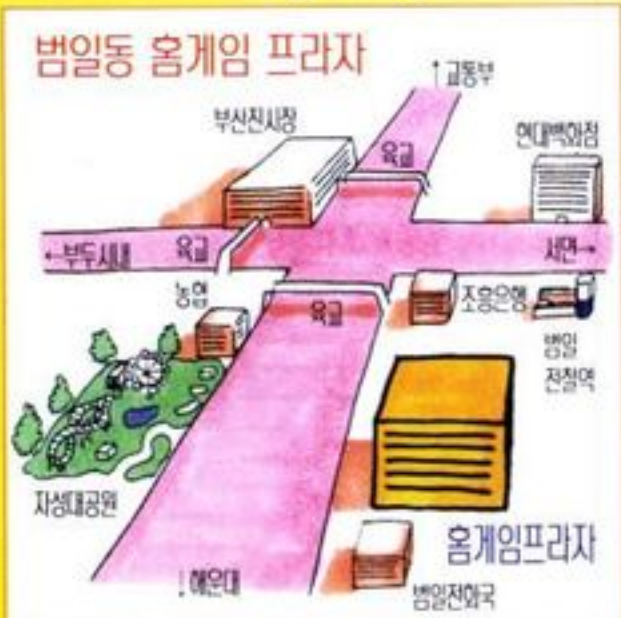 범일동 홈게임 프라자
↑교통부
부산진시장
육교
현대백화점
←부두시내
육교
서면→
농협
육교
조흥은행
범일
전철역
자성대공원
홈게임프라자
↓해운대
범일전화국